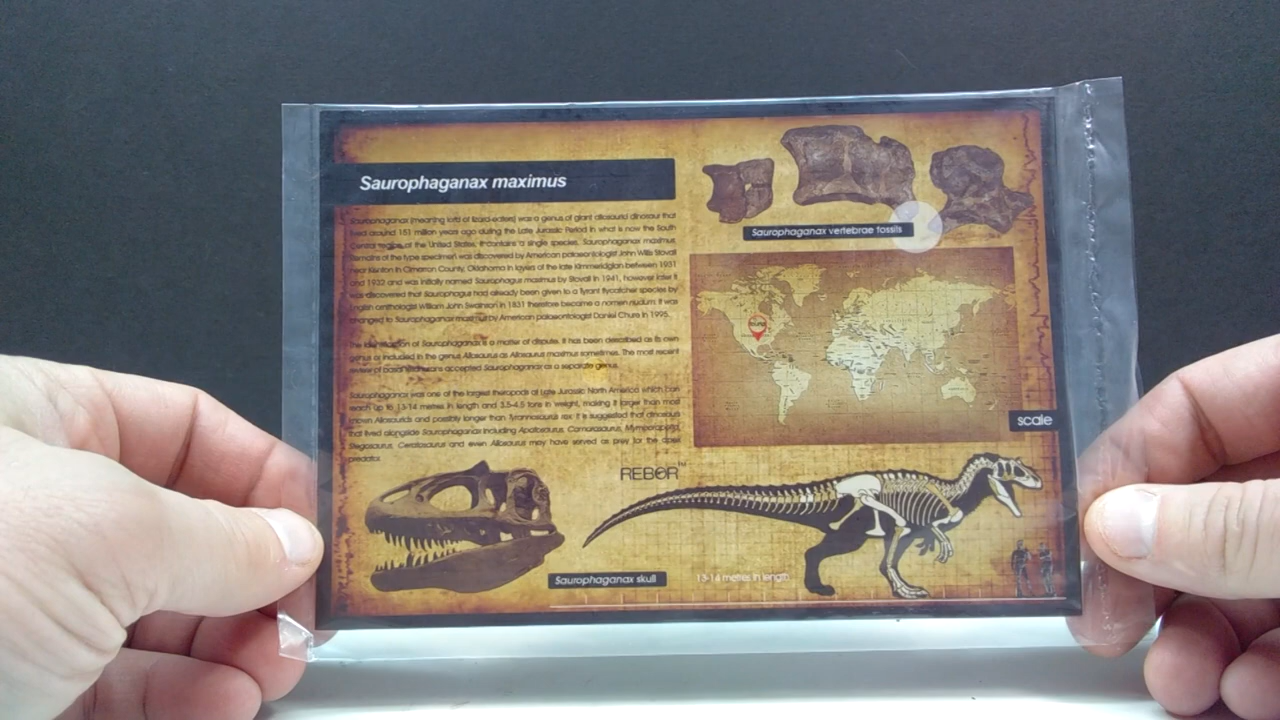 Saurophaganax maximus
Saurophaganax (meaning lord of lizard-eaters) was a genus of giant allosaurid dinosaur that
lived around 151 million years ago during the Late Jurassic Period in what is now the South
Central region of the United States. It contains a single species, Saurophaganax maximus.
Remains of the type specimen was discovered by American palaeontologist John Willis Stovall
near Kenton in Cimarron County, Oklahoma in layers of the late Kimmeridgian between 1931
and 1932 and was initially named Saurophagus maximus by Stovall in 1941, however later it
was discovered that Saurophagus had already been given to a Tyrant flycatcher species by
English ornithologist William John Swainson in 1831 therefore became a nomen nudum; it was
changed to Saurophaganax maximus by American palaeontologist Daniel Chure in 1995.
The identification of Saurophaganax is a matter of dispute. It has been described as its own
genus or included in the genus Allosaurus as Allosaurus maximus sometimes. The most recent
review of basal tetanurans accepted Saurophaganax as a separate genus.
Saurophaganax was one of the largest theropods of Late Jurassic North America which can
reach up to 13-14 metres in length and 3.5-4.5 tons in weight, making it larger than most
known Allosaurids and possibly longer than Tyrannosaurus rex. It is suggested that dinosaurs
that lived alongside Saurophaganax including Apatosaurus, Camarasaurus, Mymoorapelta,
Stegosaurus, Ceratosaurus and even Allosaurus may have served as prey for the apex
predator.
Saurophaganax vertebrae fossils
found
scale
REBOR™
Saurophaganax skull
13-14 metres in length